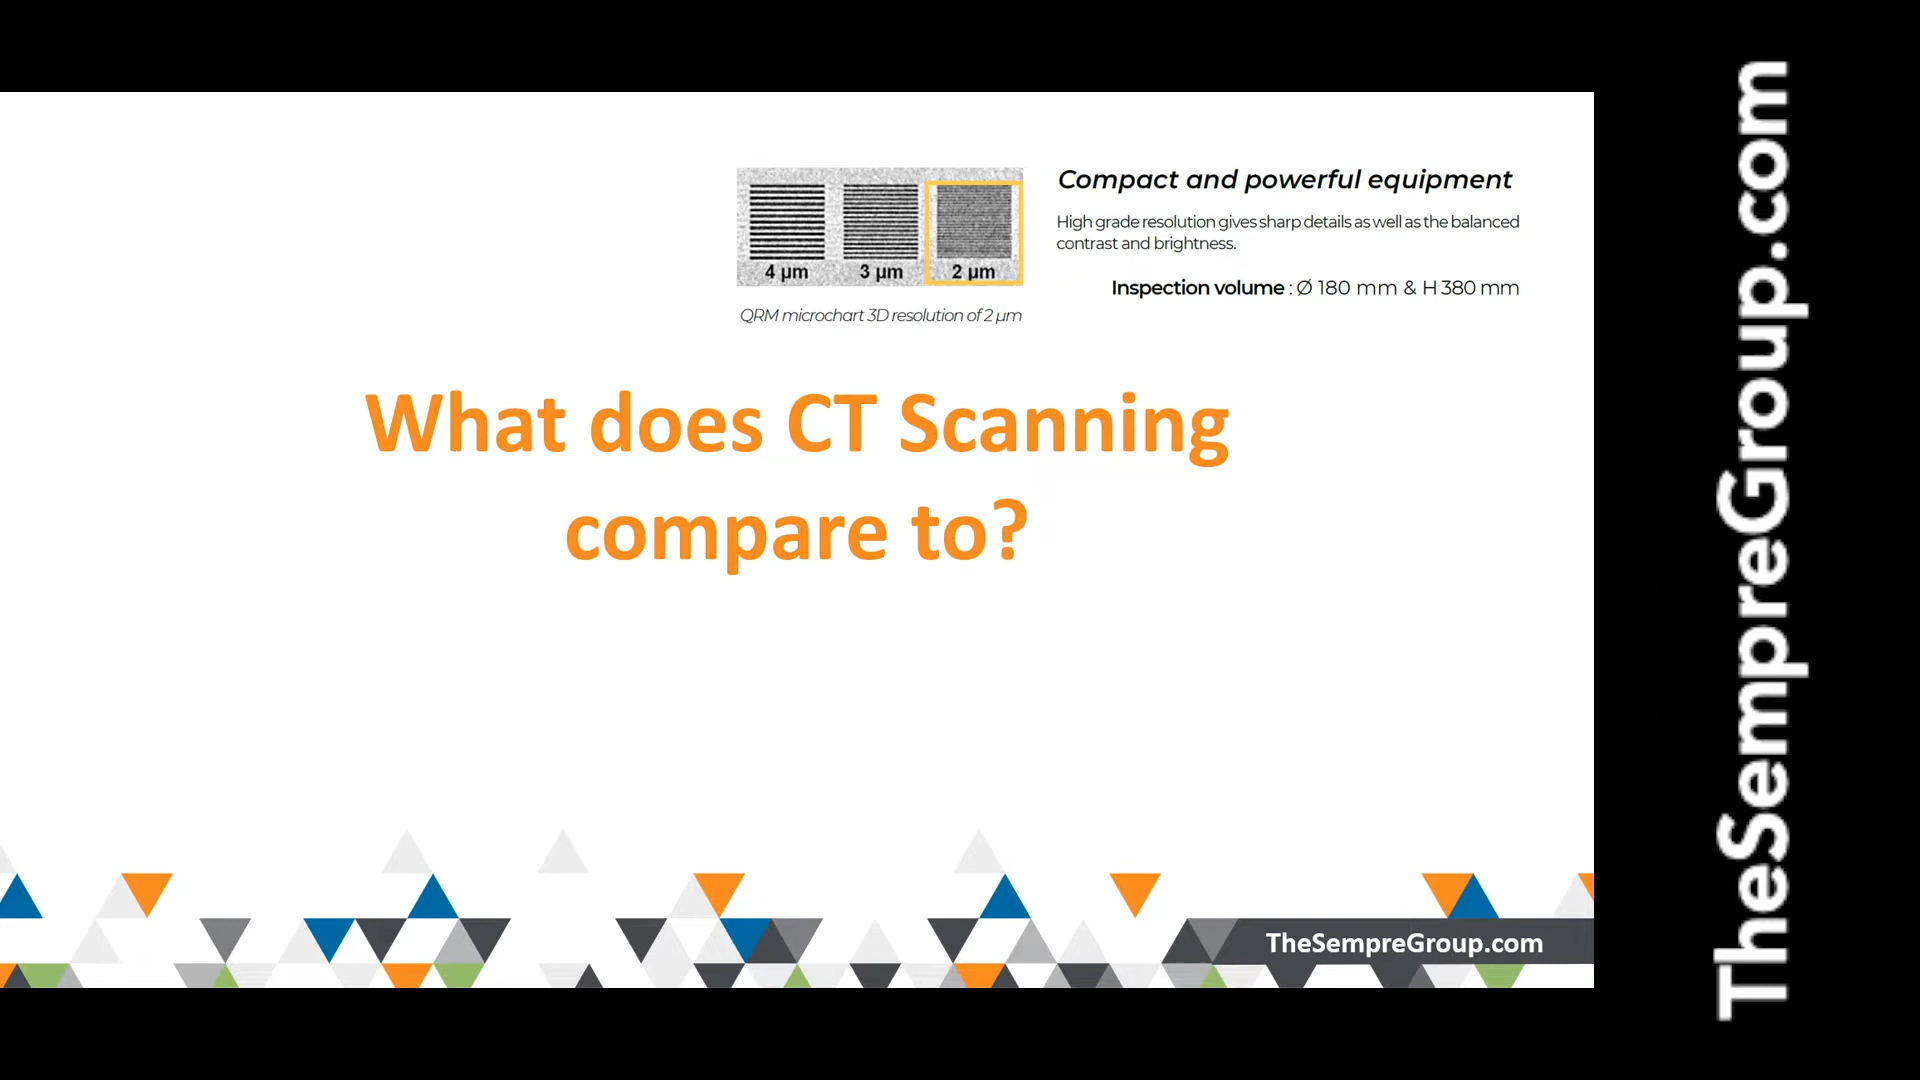 4 µm 3 µm 2 µm
QRM microchart 3D resolution of 2 µm
Compact and powerful equipment
High grade resolution gives sharp details as well as the balanced
contrast and brightness.
Inspection volume : Ø 180 mm & H 380 mm
What does CT Scanning
compare to?
TheSempreGroup.com
TheSempreGroup.com